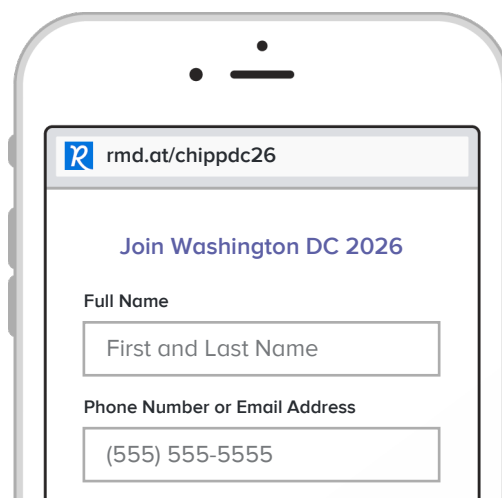 rmd.at/chippdc26
Join Washington DC 2026
Full Name
First and Last Name
Phone Number or Email Address
(555) 555-5555